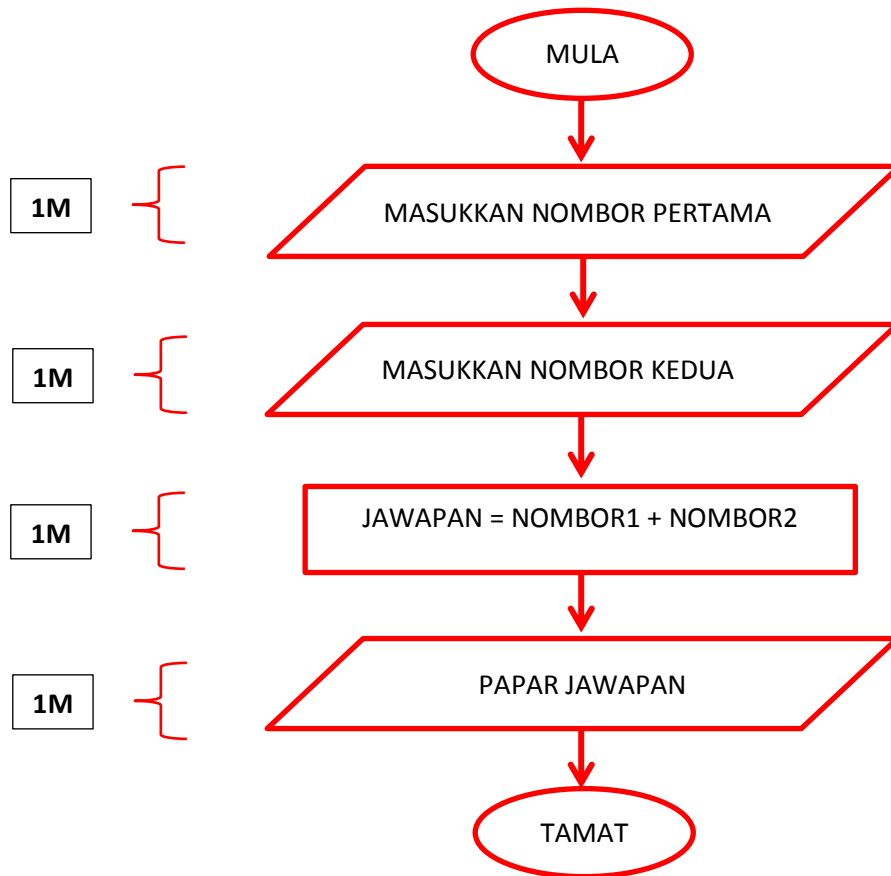 MULA
1M
MASUKKAN NOMBOR PERTAMA
1M
MASUKKAN NOMBOR KEDUA
1M
JAWAPAN = NOMBOR1 + NOMBOR2
1M
PAPAR JAWAPAN
TAMAT